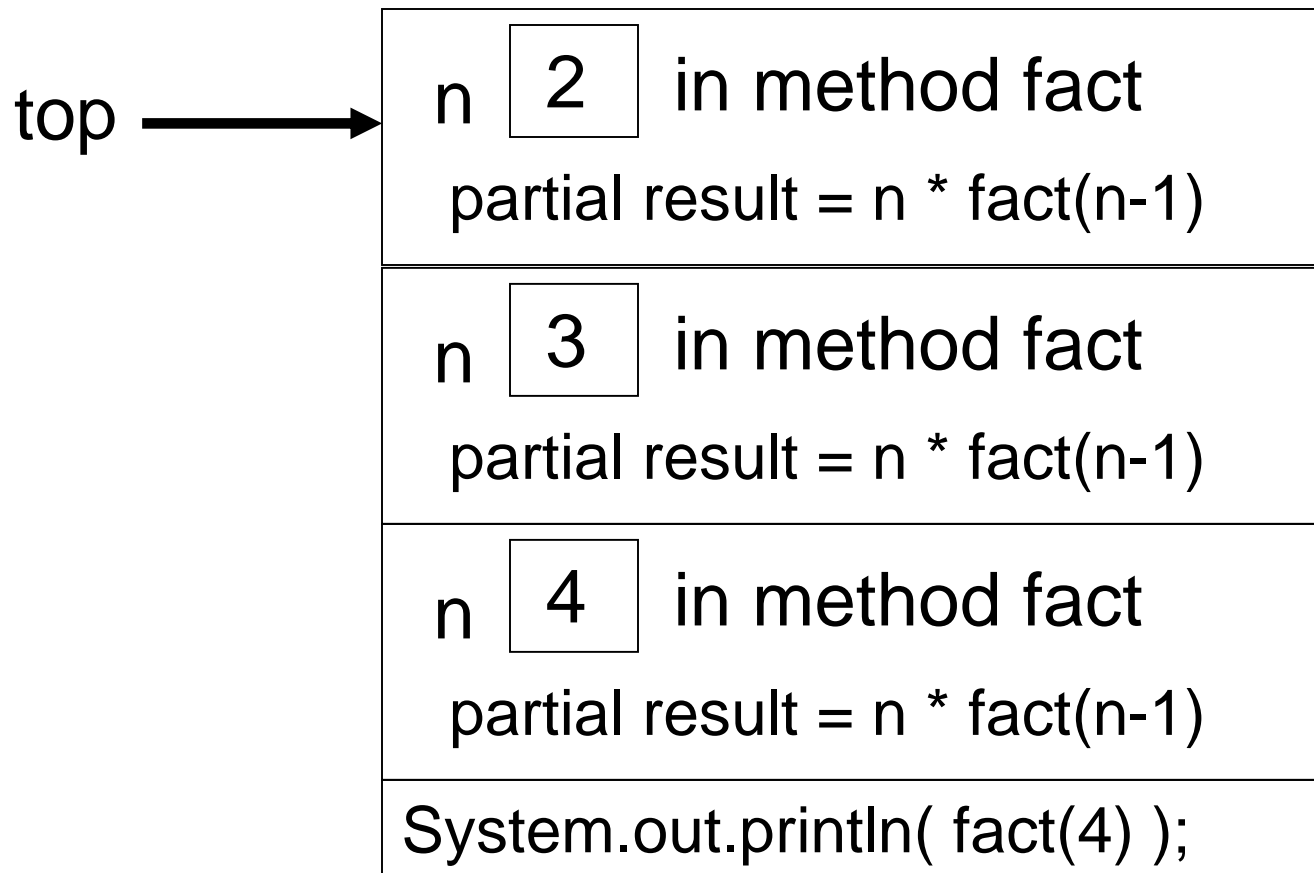 top
n 2 in method fact
partial result = n * fact(n-1)
n 3 in method fact
partial result = n * fact(n-1)
n 4 in method fact
partial result = n * fact(n-1)
System.out.println( fact(4) );